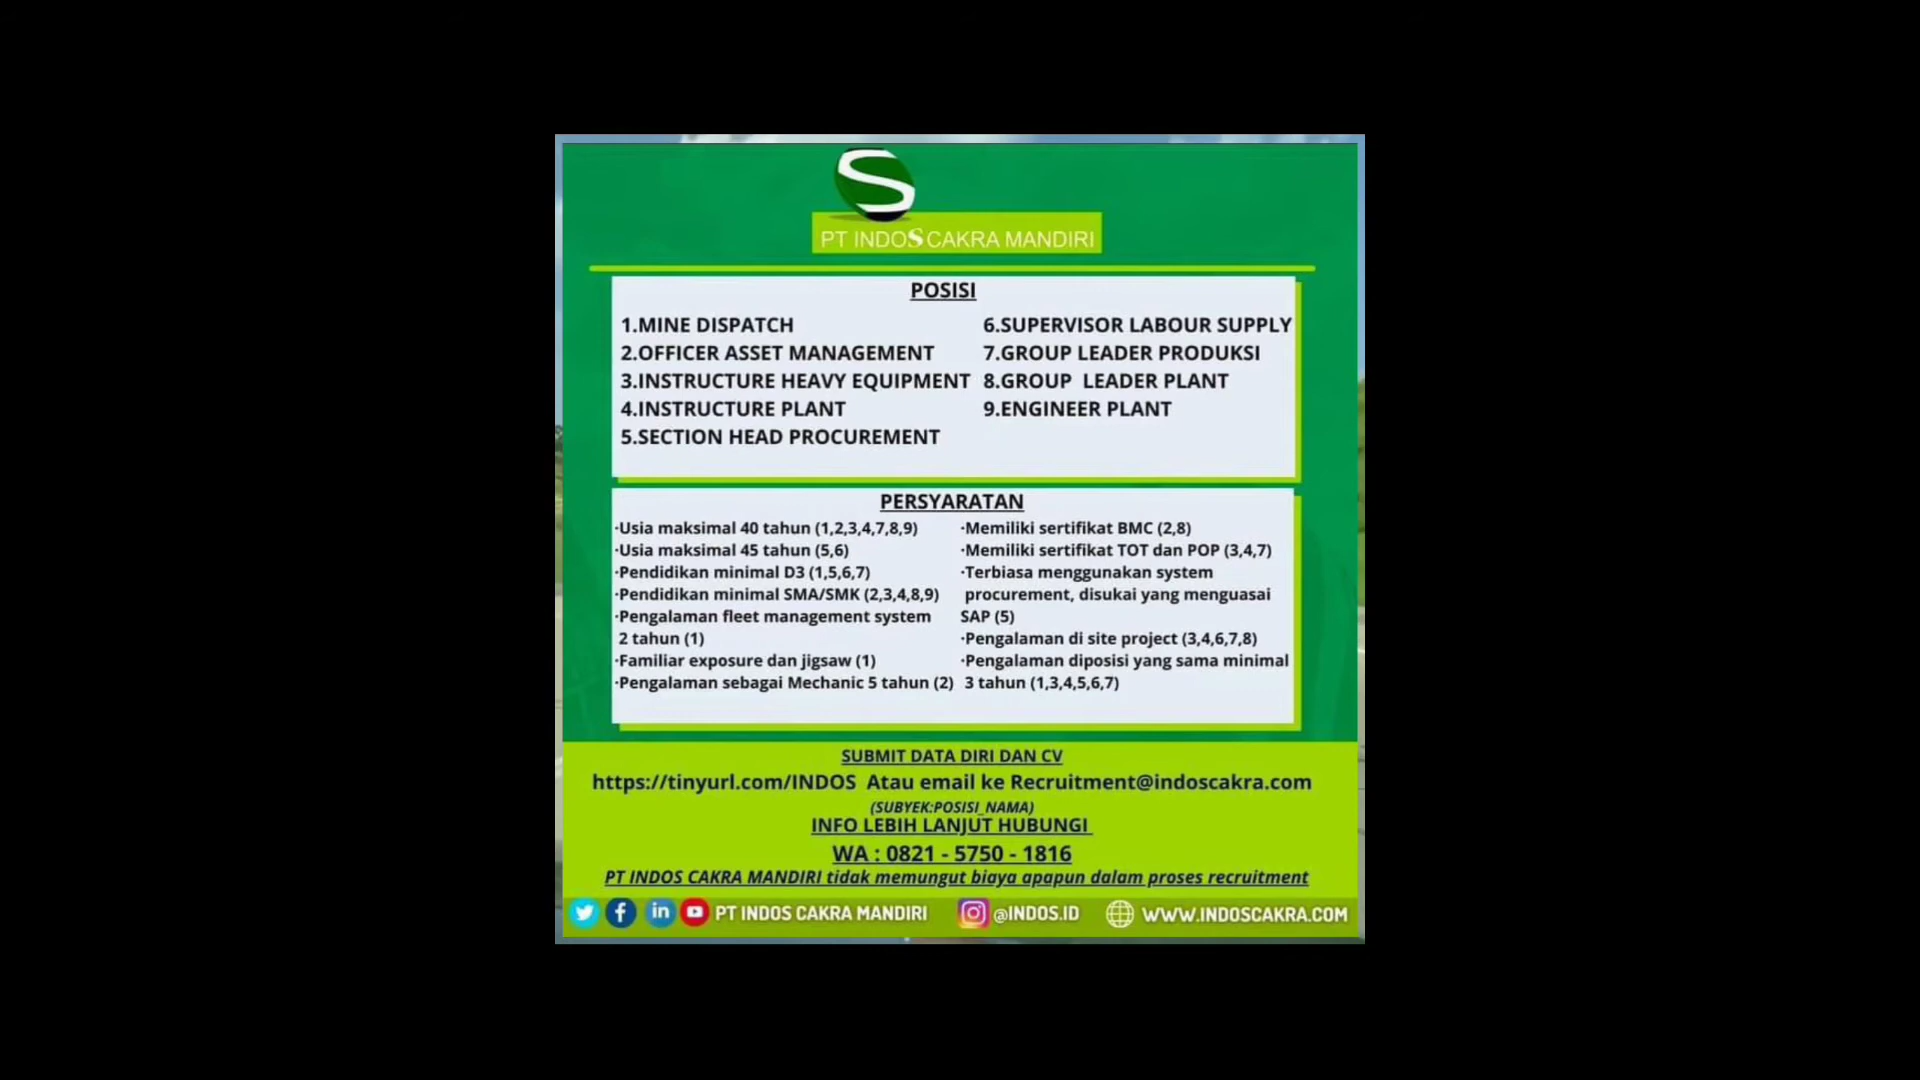 S
PT INDOS CAKRA MANDIRI
POSISI
1.MINE DISPATCH
2.OFFICER ASSET MANAGEMENT
3.INSTRUCTURE HEAVY EQUIPMENT
4.INSTRUCTURE PLANT
5.SECTION HEAD PROCUREMENT
6.SUPERVISOR LABOUR SUPPLY
7.GROUP LEADER PRODUKSI
8.GROUP LEADER PLANT
9.ENGINEER PLANT
PERSYARATAN
·Usia maksimal 40 tahun (1,2,3,4,7,8,9)
·Usia maksimal 45 tahun (5,6)
·Pendidikan minimal D3 (1,5,6,7)
·Pendidikan minimal SMA/SMK (2,3,4,8,9)
·Pengalaman fleet management system
2 tahun (1)
·Familiar exposure dan jigsaw (1)
·Pengalaman sebagai Mechanic 5 tahun (2)
·Memiliki sertifikat BMC (2,8)
·Memiliki sertifikat TOT dan POP (3,4,7)
·Terbiasa menggunakan system
procurement, disukai yang menguasai
SAP (5)
·Pengalaman di site project (3,4,6,7,8)
·Pengalaman diposisi yang sama minimal
3 tahun (1,3,4,5,6,7)
SUBMIT DATA DIRI DAN CV
https://tinyurl.com/INDOS Atau email ke Recruitment@indoscakra.com
(SUBYEK:POSISI_NAMA)
INFO LEBIH LANJUT HUBUNGI
WA : 0821 - 5750 - 1816
PT INDOS CAKRA MANDIRI tidak memungut biaya apapun dalam proses recruitment
PT INDOS CAKRA MANDIRI @INDOS.ID WWW.INDOSCAKRA.COM